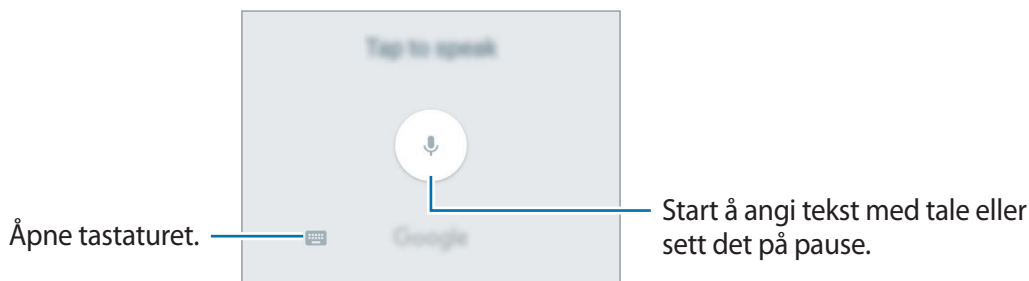 Tap to speak
Åpne tastaturet.
Google
Start å angi tekst med tale eller
sett det på pause.